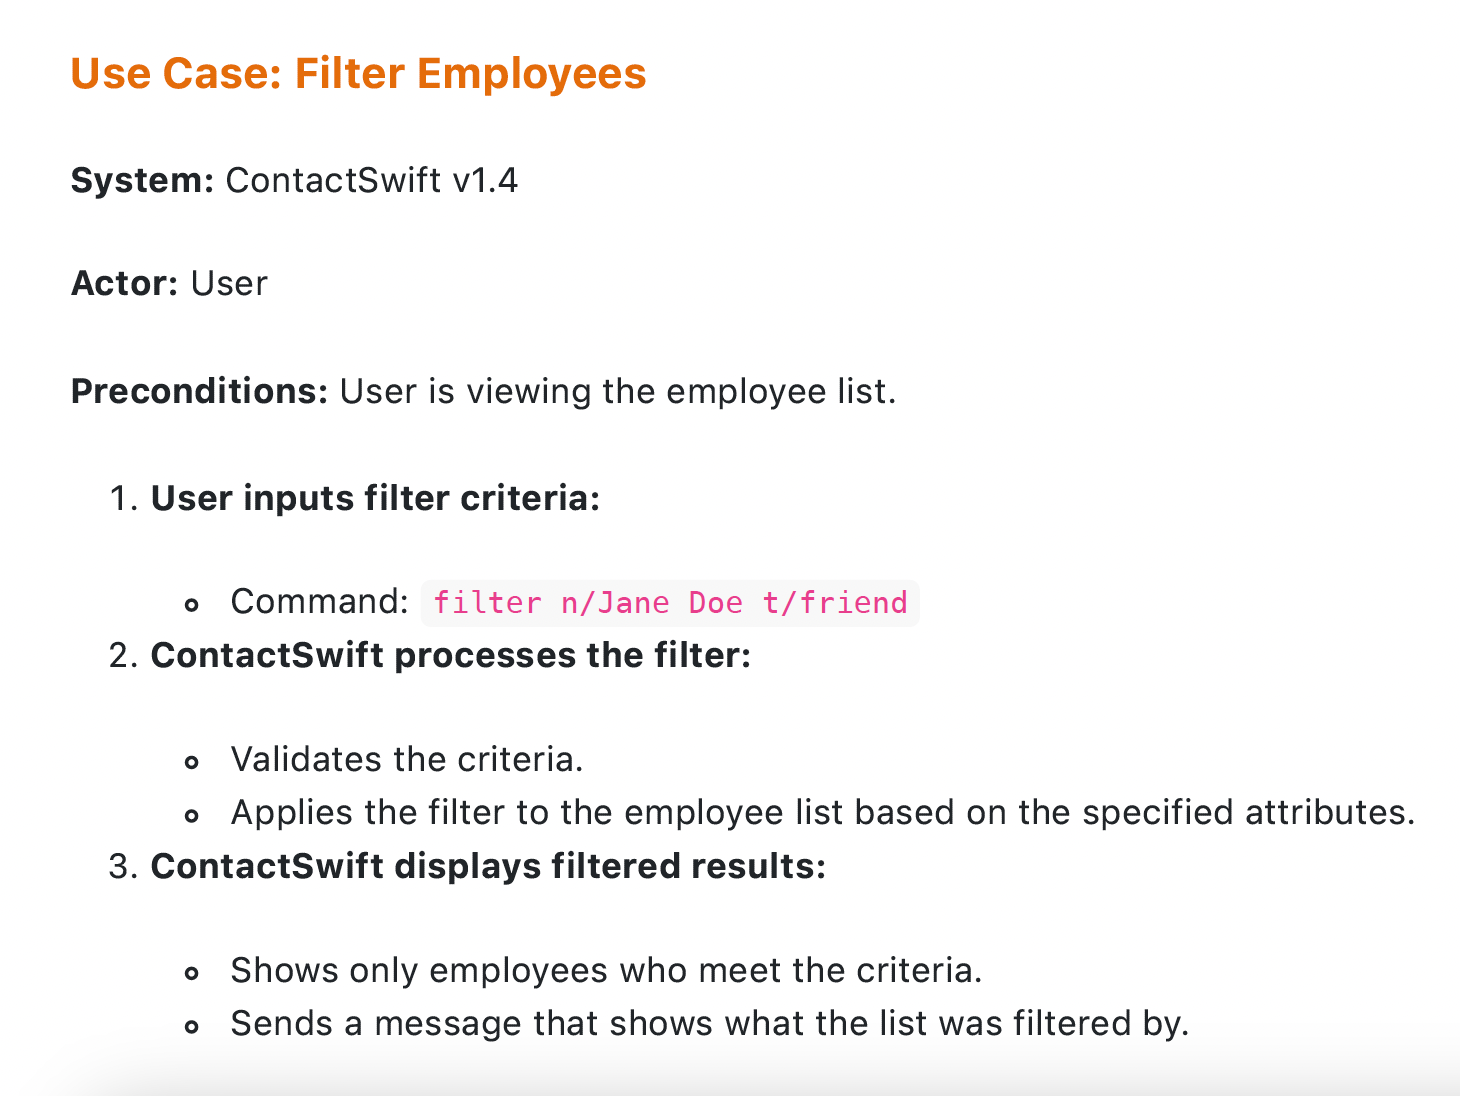 Use Case: Filter Employees
System: ContactSwift v1.4
Actor: User
Preconditions: User is viewing the employee list.
1. User inputs filter criteria:
Command: filter n/Jane Doe t/friend
2. ContactSwift processes the filter:
Validates the criteria.
Applies the filter to the employee list based on the specified attributes.
3. ContactSwift displays filtered results:
Shows only employees who meet the criteria.
Sends a message that shows what the list was filtered by.